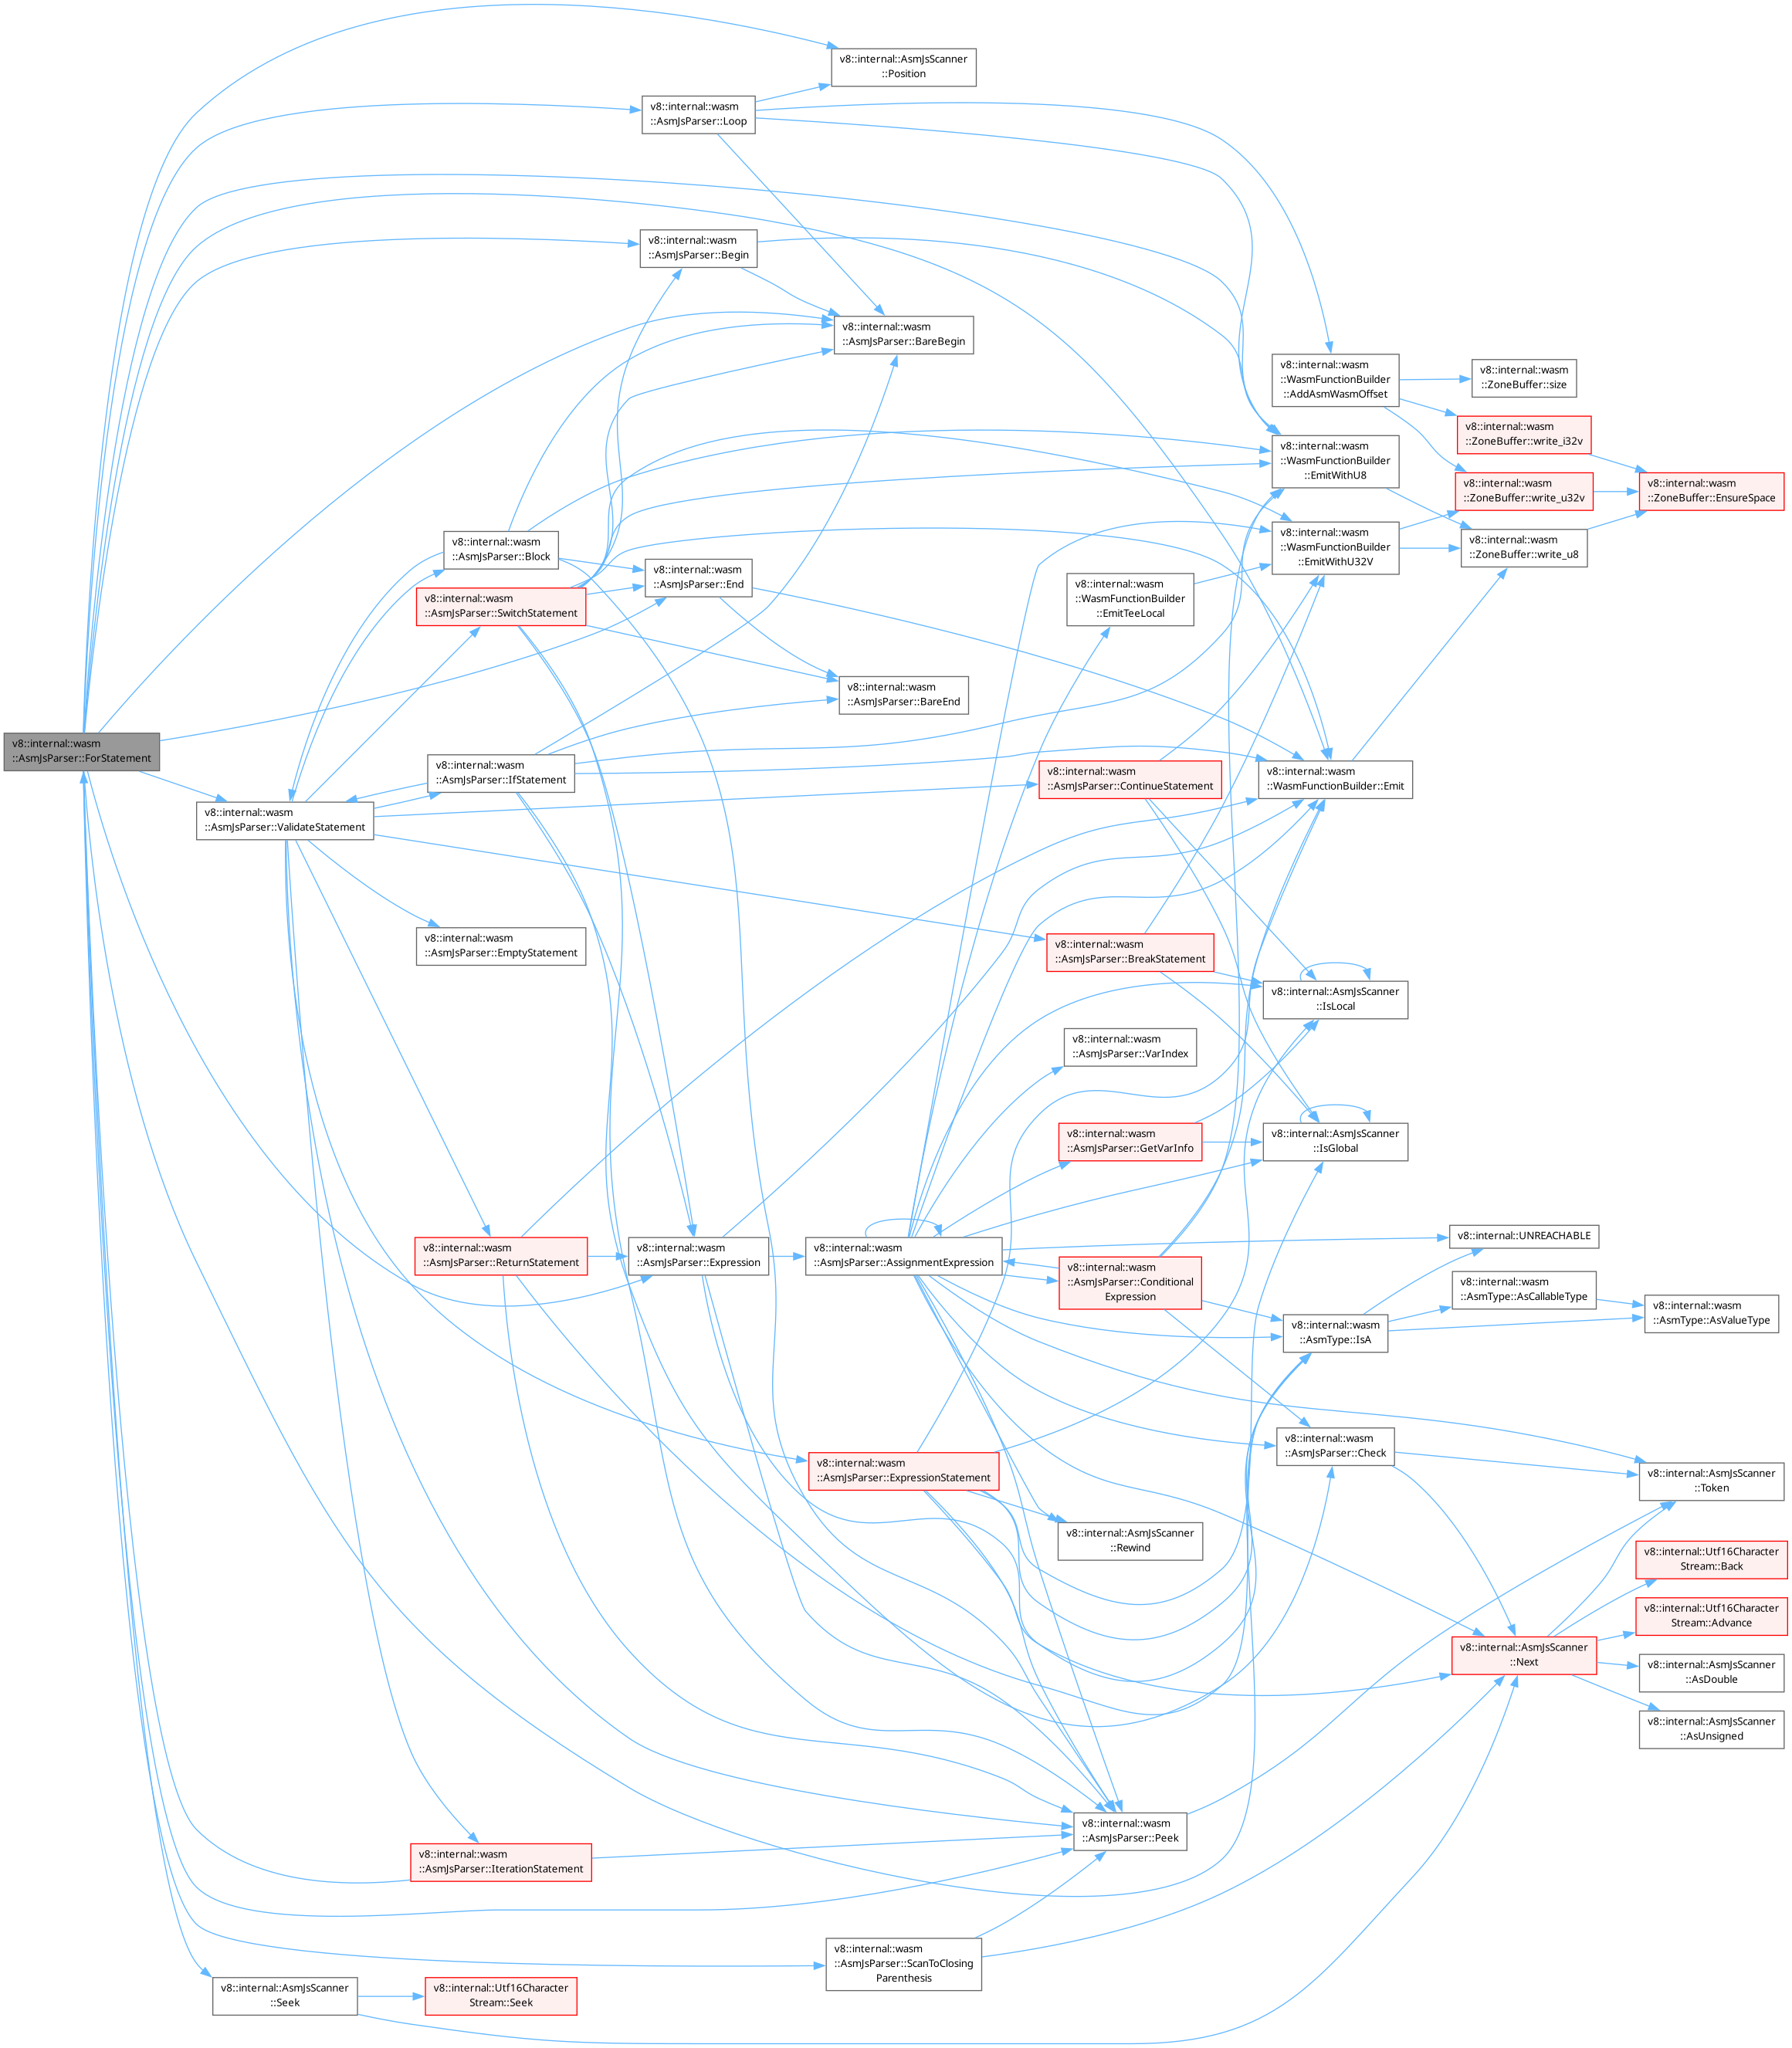 v8::internal::AsmJsScanner
::Position
v8::internal::wasm
::AsmJsParser::Loop
v8::internal::wasm
::AsmJsParser::Begin
v8::internal::wasm
::AsmJsParser::BareBegin
v8::internal::wasm
::WasmFunctionBuilder
::AddAsmWasmOffset
v8::internal::wasm
::ZoneBuffer::size
v8::internal::wasm
::ZoneBuffer::write_i32v
v8::internal::wasm
::WasmFunctionBuilder
::EmitWithU8
v8::internal::wasm
::ZoneBuffer::write_u32v
v8::internal::wasm
::ZoneBuffer::EnsureSpace
v8::internal::wasm
::AsmJsParser::Block
v8::internal::wasm
::WasmFunctionBuilder
::EmitWithU32V
v8::internal::wasm
::ZoneBuffer::write_u8
v8::internal::wasm
::AsmJsParser::End
v8::internal::wasm
::AsmJsParser::SwitchStatement
v8::internal::wasm
::WasmFunctionBuilder
::EmitTeeLocal
v8::internal::wasm
::AsmJsParser::BareEnd
v8::internal::wasm
::AsmJsParser::ForStatement
v8::internal::wasm
::AsmJsParser::IfStatement
v8::internal::wasm
::AsmJsParser::ContinueStatement
v8::internal::wasm
::WasmFunctionBuilder::Emit
v8::internal::wasm
::AsmJsParser::ValidateStatement
v8::internal::wasm
::AsmJsParser::EmptyStatement
v8::internal::wasm
::AsmJsParser::BreakStatement
v8::internal::AsmJsScanner
::IsLocal
v8::internal::wasm
::AsmJsParser::VarIndex
v8::internal::wasm
::AsmJsParser::GetVarInfo
v8::internal::AsmJsScanner
::IsGlobal
v8::internal::wasm
::AsmJsParser::ReturnStatement
v8::internal::wasm
::AsmJsParser::Expression
v8::internal::wasm
::AsmJsParser::AssignmentExpression
v8::internal::wasm
::AsmJsParser::Conditional
Expression
v8::internal::UNREACHABLE
v8::internal::wasm
::AsmType::AsCallableType
v8::internal::wasm
::AsmType::AsValueType
v8::internal::wasm
::AsmType::IsA
v8::internal::wasm
::AsmJsParser::ExpressionStatement
v8::internal::wasm
::AsmJsParser::Check
v8::internal::AsmJsScanner
::Token
v8::internal::AsmJsScanner
::Rewind
v8::internal::Utf16Character
Stream::Back
v8::internal::Utf16Character
Stream::Advance
v8::internal::AsmJsScanner
::Next
v8::internal::AsmJsScanner
::AsDouble
v8::internal::AsmJsScanner
::AsUnsigned
v8::internal::wasm
::AsmJsParser::Peek
v8::internal::wasm
::AsmJsParser::IterationStatement
v8::internal::wasm
::AsmJsParser::ScanToClosing
Parenthesis
v8::internal::AsmJsScanner
::Seek
v8::internal::Utf16Character
Stream::Seek